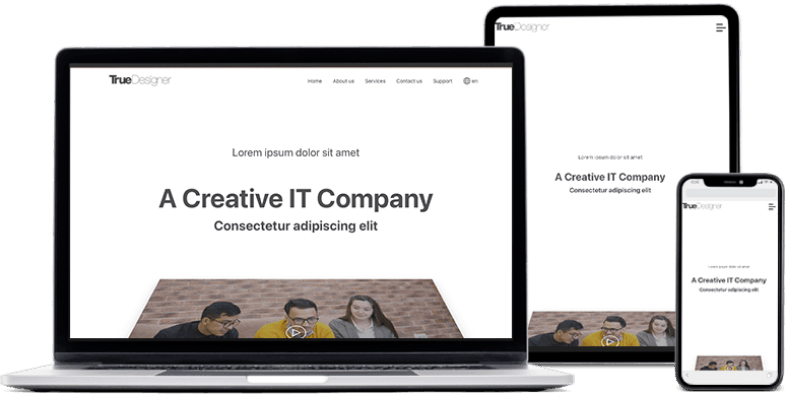 TrueDesigner
Home About us Services Contact us Support en
Lorem ipsum dolor sit amet
A Creative IT Company
Consectetur adipiscing elit
TrueDesigner
Lorem ipsum dolor sit amet
A Creative IT Company
Consectetur adipiscing elit
TrueDesigner
Lorem ipsum dolor sit amet
A Creative IT Company
Consectetur adipiscing elit